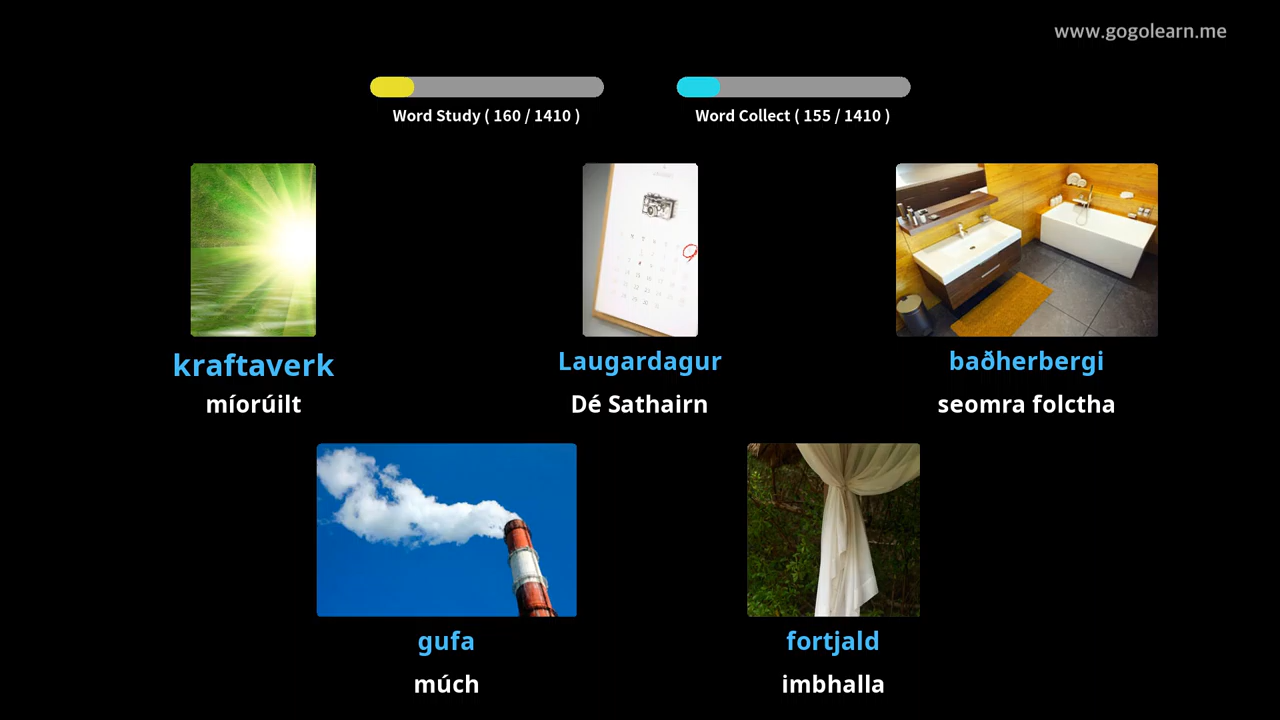 www.gogolearn.me
Word Study ( 160 / 1410 )
Word Collect ( 155 / 1410 )
kraftaverk
Laugardagur
baðherbergi
míorúilt
Dé Sathairn
seomra folctha
gufa
fortjald
múch
imbhalla